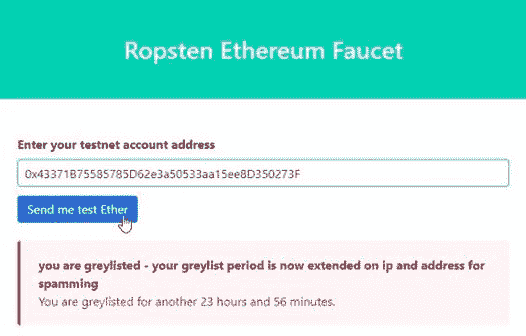 Ropsten Ethereum Faucet
Enter your testnet account address
0x43371B75585785D62e3a50533aa15ee8D350273F
Send me test Ether
you are greylisted - your greylist period is now extended on ip and address for
spamming
You are greylisted for another 23 hours and 56 minutes.